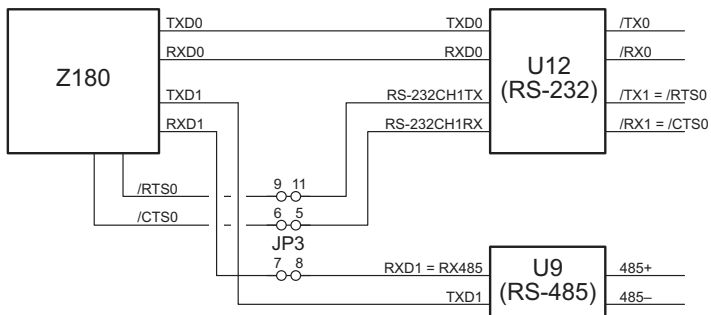 TXD0 TXD0 /TX0
RXD0 RXD0 /RX0
Z180
U12
(RS-232)
TXD1 RS-232CH1TX /TX1 = /RTS0
RXD1 RS-232CH1RX /RX1 = /CTS0
/RTS0 9 11
/CTS0 6 5
JP3
7 8 RXD1 = RX485 485+
U9
(RS-485)
TXD1 485–